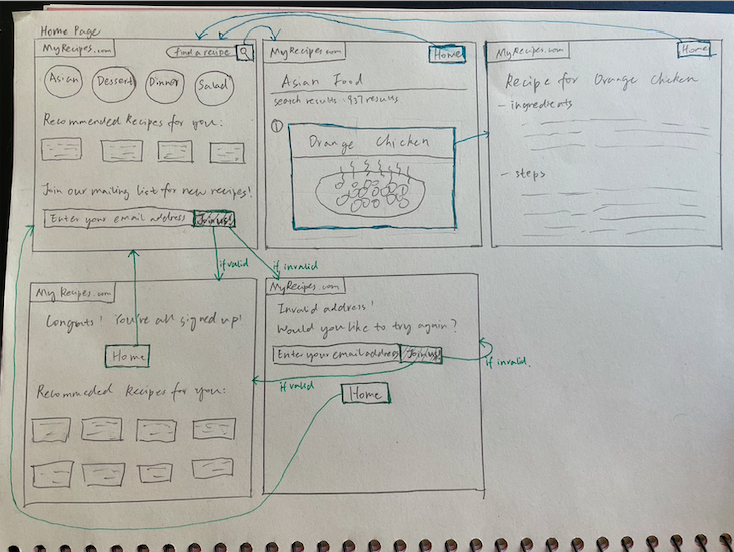 Home Page
MyRecipes.com
find a recipe
Asian
Dessert
Dinner
Salad
Recommended Recipes for you:
Join our mailing list for new recipes!
Enter your email address
Join us!
if valid
if invalid
MyRecipes.com
Home
Asian Food
search results: 937 results
①
Orange Chicken
MyRecipes.com
Home
Recipe for Orange Chicken
- ingredients
- steps
My Recipes.com
Congrats! You're all signed up!
Home
Recommended Recipes for you:
MyRecipes.com
Invalid address!
Would you like to try again?
Enter your email address
Join us!
if invalid.
if valid
Home